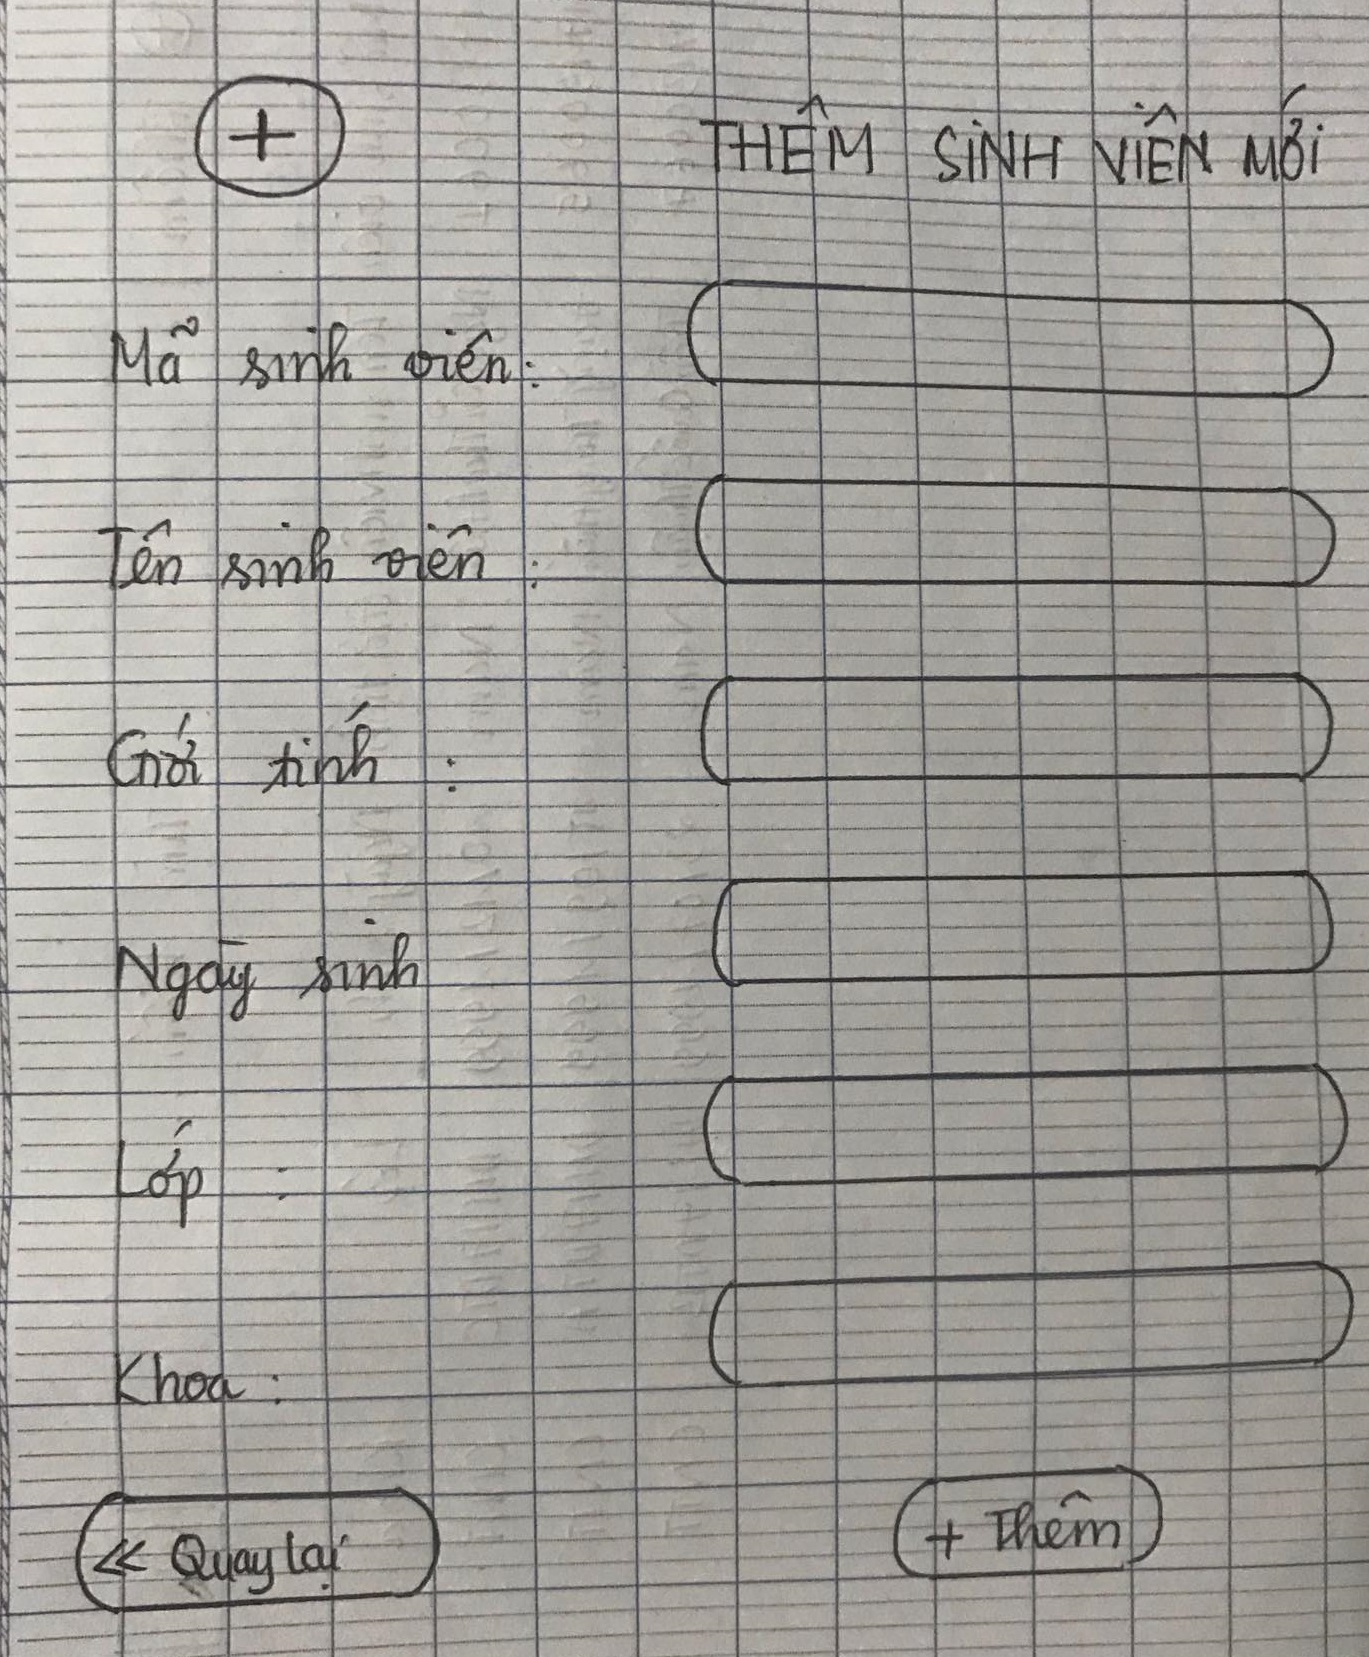 +
THÊM SINH VIÊN MỚI
Mã sinh viên:
Tên sinh viên :
Giới tính :
Ngày sinh
Lớp :
Khoa:
<< Quay lại
+ Thêm